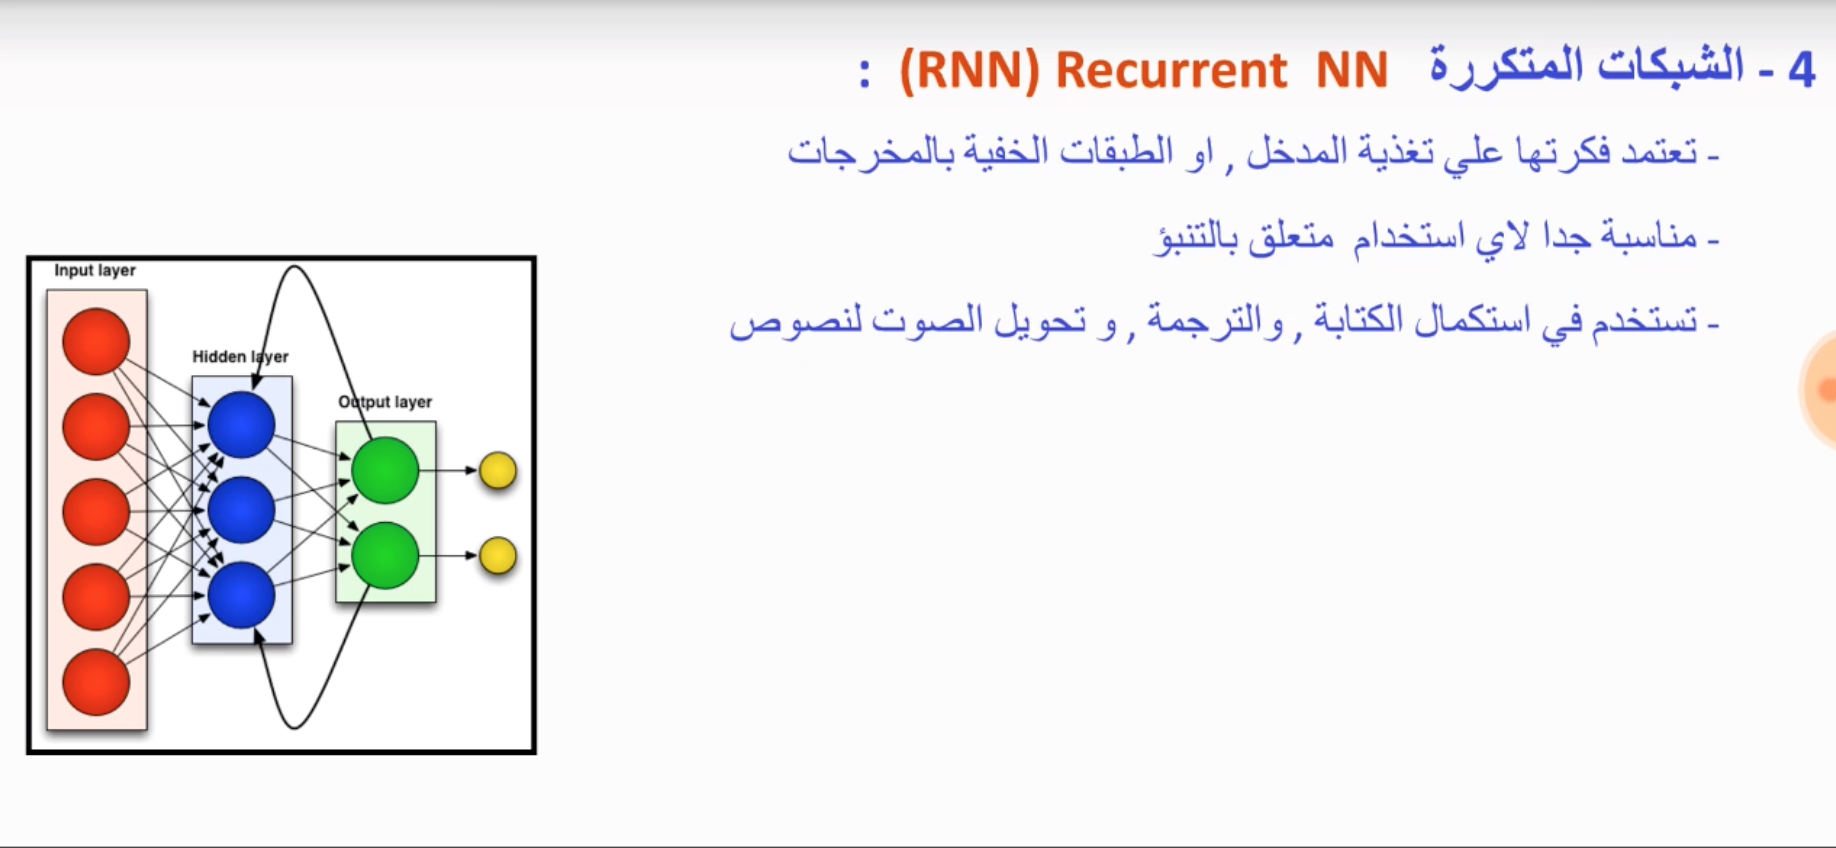 4 - الشبكات المتكررة Recurrent NN (RNN) :
- تعتمد فكرتها علي تغذية المدخل , او الطبقات الخفية بالمخرجات
- مناسبة جدا لاي استخدام متعلق بالتنبؤ
- تستخدم في استكمال الكتابة , والترجمة , و تحويل الصوت لنصوص
Input layer
Hidden layer
Output layer